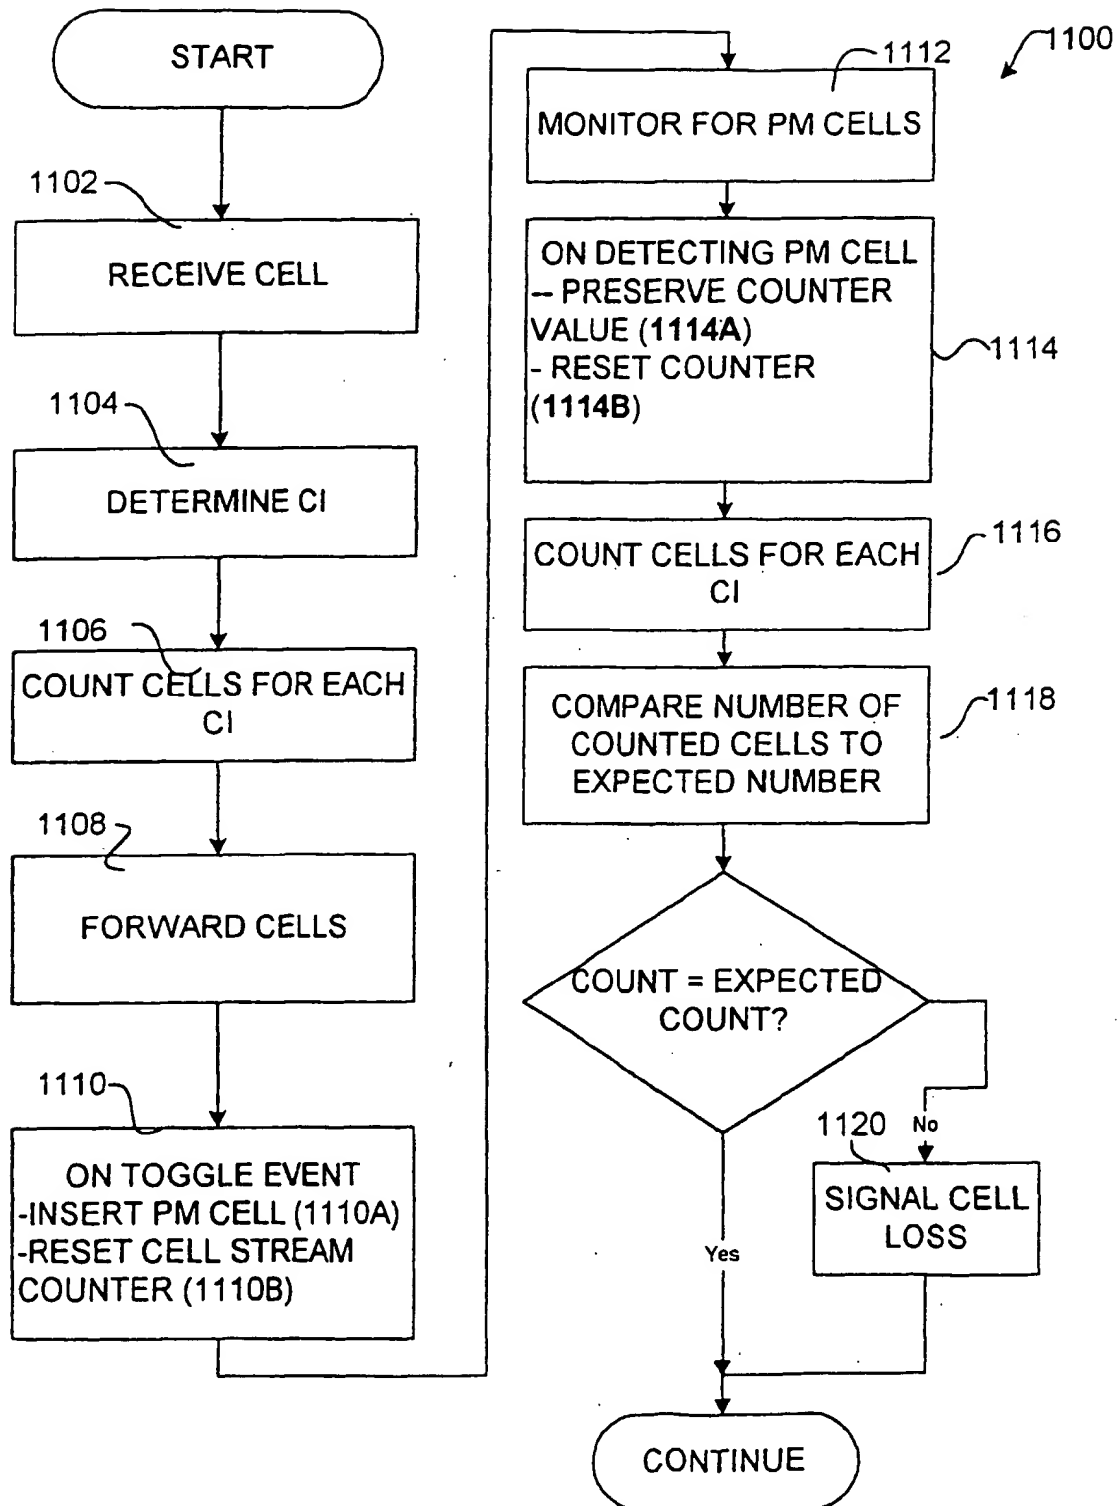 START
1102
RECEIVE CELL
1104
DETERMINE CI
1106
COUNT CELLS FOR EACH
CI
1108
FORWARD CELLS
1110
ON TOGGLE EVENT
-INSERT PM CELL (1110A)
-RESET CELL STREAM
COUNTER (1110B)
1100
1112
MONITOR FOR PM CELLS
ON DETECTING PM CELL
-- PRESERVE COUNTER
VALUE (1114A)
- RESET COUNTER
(1114B)
1114
COUNT CELLS FOR EACH
CI
1116
COMPARE NUMBER OF
COUNTED CELLS TO
EXPECTED NUMBER
1118
COUNT = EXPECTED
COUNT?
No
1120
SIGNAL CELL
LOSS
Yes
CONTINUE